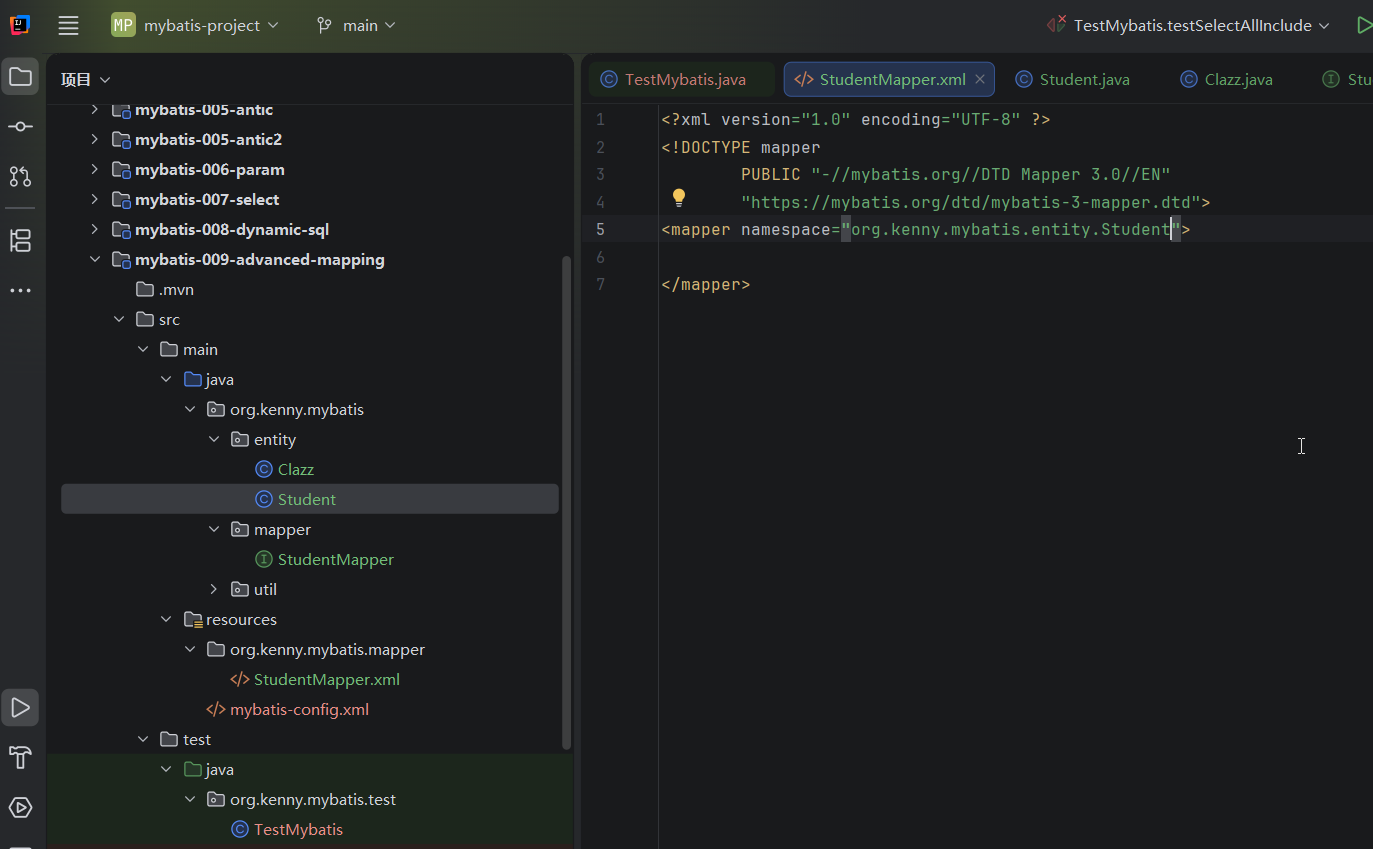 MP mybatis-project main TestMybatis.testSelectAllInclude
项目
mybatis-005-antic
mybatis-005-antic2
mybatis-006-param
mybatis-007-select
mybatis-008-dynamic-sql
mybatis-009-advanced-mapping
.mvn
src
main
java
org.kenny.mybatis
entity
Clazz
Student
mapper
StudentMapper
util
resources
org.kenny.mybatis.mapper
StudentMapper.xml
mybatis-config.xml
test
java
org.kenny.mybatis.test
TestMybatis
TestMybatis.java StudentMapper.xml Student.java Clazz.java Stu
1 <?xml version="1.0" encoding="UTF-8" ?>
2 <!DOCTYPE mapper
3 PUBLIC "-//mybatis.org//DTD Mapper 3.0//EN"
4 "https://mybatis.org/dtd/mybatis-3-mapper.dtd">
5 <mapper namespace="org.kenny.mybatis.entity.Student">
6
7 </mapper>